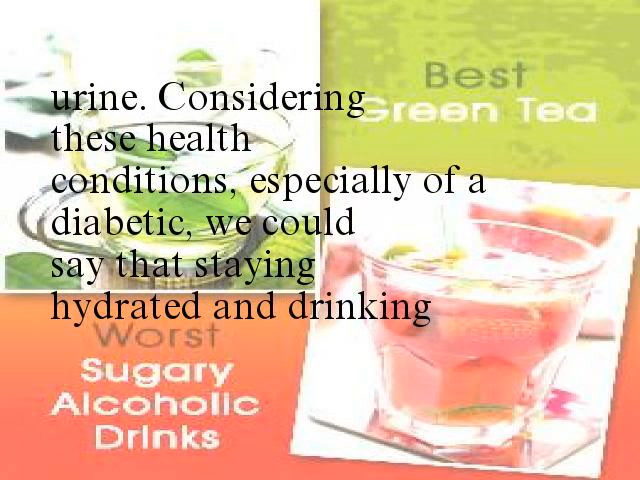 Best
Green Tea
urine. Considering
these health
conditions, especially of a
diabetic, we could
say that staying
hydrated and drinking
Worst
Sugary
Alcoholic
Drinks